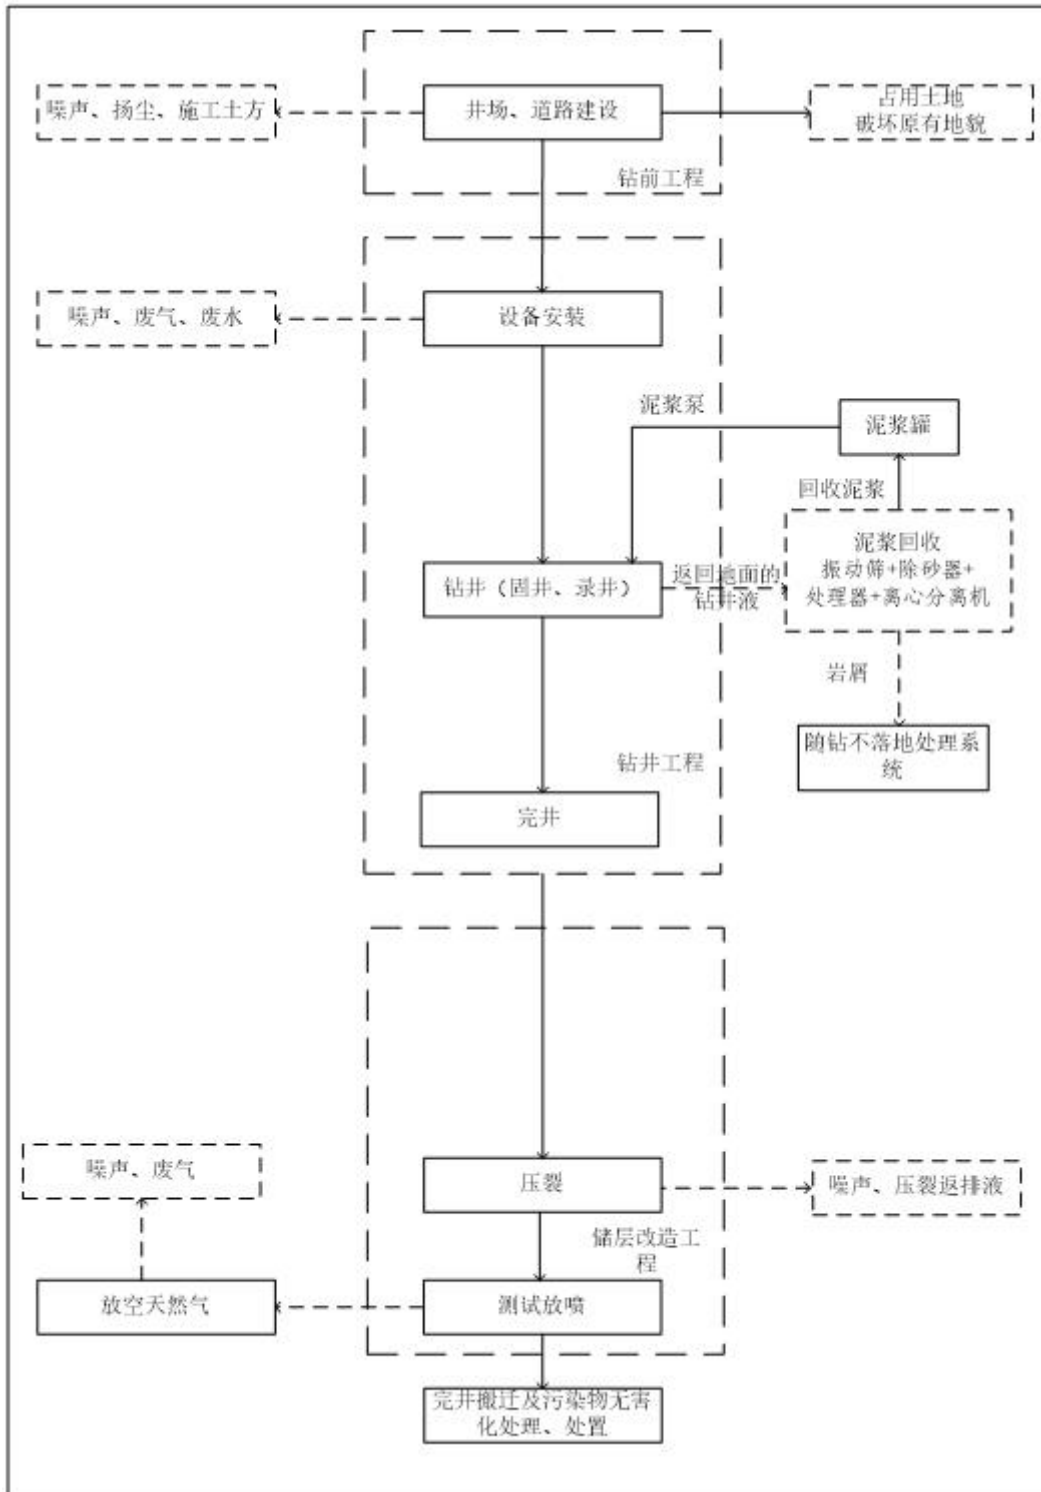 井场、道路建设
噪声、扬尘、施工土方
占用土地
破坏原有地貌
钻前工程
设备安装
噪声、废气、废水
泥浆泵
泥浆罐
回收泥浆
泥浆回收
振动筛+除砂器+
处理器+离心分离机
钻井（固井、录井）
返回地面的
钻井液
岩屑
随钻不落地处理系
统
钻井工程
完井
噪声、废气
压裂
噪声、压裂返排液
储层改造工
程
放空天然气
测试放喷
完井搬迁及污染物无害
化处理、处置